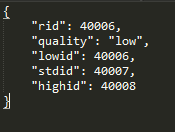 {
    "rid": 40006,
    "quality": "low",
    "lowid": 40006,
    "stdid": 40007,
    "highid": 40008
}